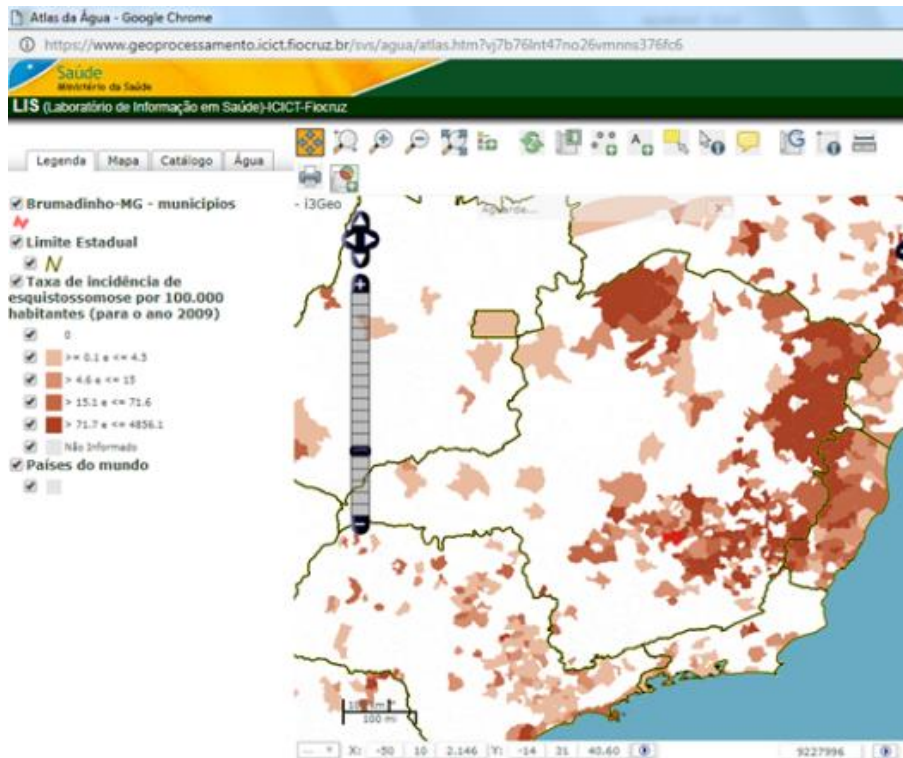 Atlas da Água - Google Chrome
https://www.geoprocessamento.icict.fiocruz.br/svs/agua/atlas.htm?vj7b76lnt47no26vmnns376fc6
Saúde
Ministério da Saúde
LIS (Laboratório de Informação em Saúde)-ICICT-Fiocruz
Legenda Mapa Catálogo Água
Brumadinho-MG - municipios
- i3Geo
Aguarde...
Limite Estadual
Taxa de incidência de
esquistossomose por 100.000
habitantes (para o ano 2009)
0
>= 0.1 e <= 4.5
> 4.6 e <= 15
> 15.1 e <= 71.6
> 71.7 e <= 4856.1
Não Informado
Países do mundo
100 mi
--- X: -50 10 2.146 Y: -14 31 40.60 9227996